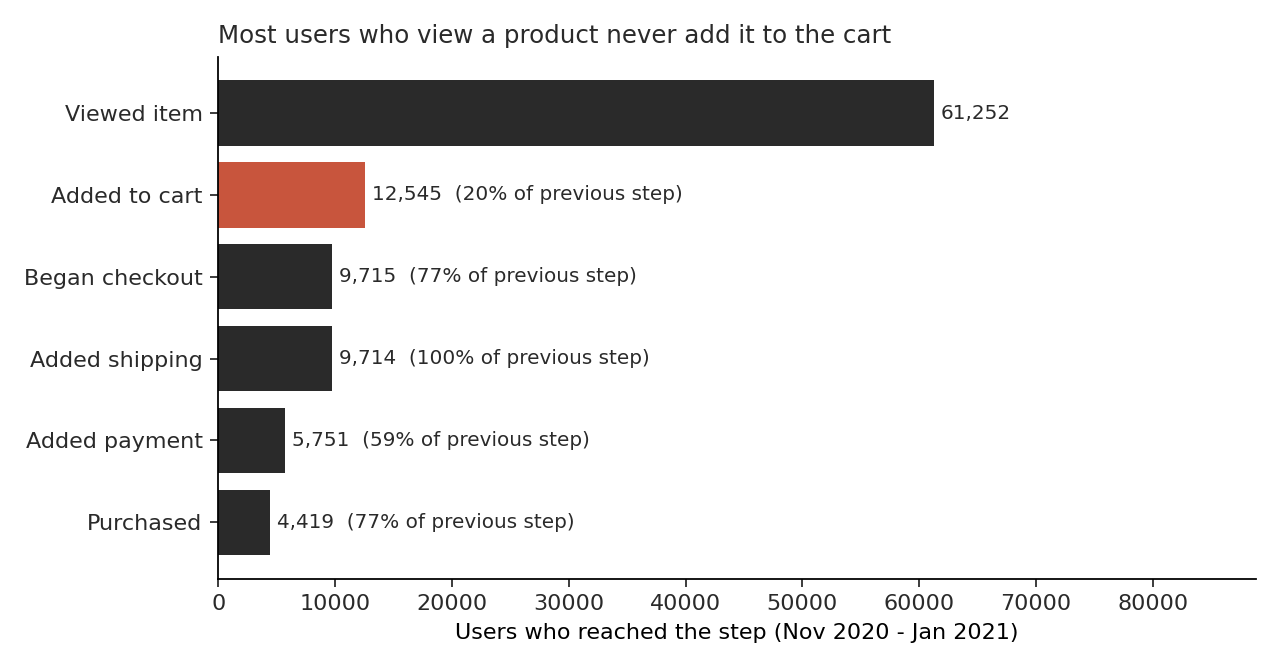 Most users who view a product never add it to the cart
Viewed item
61,252
Added to cart
12,545 (20% of previous step)
Began checkout
9,715 (77% of previous step)
Added shipping
9,714 (100% of previous step)
Added payment
5,751 (59% of previous step)
Purchased
4,419 (77% of previous step)
0 10000 20000 30000 40000 50000 60000 70000 80000
Users who reached the step (Nov 2020 - Jan 2021)